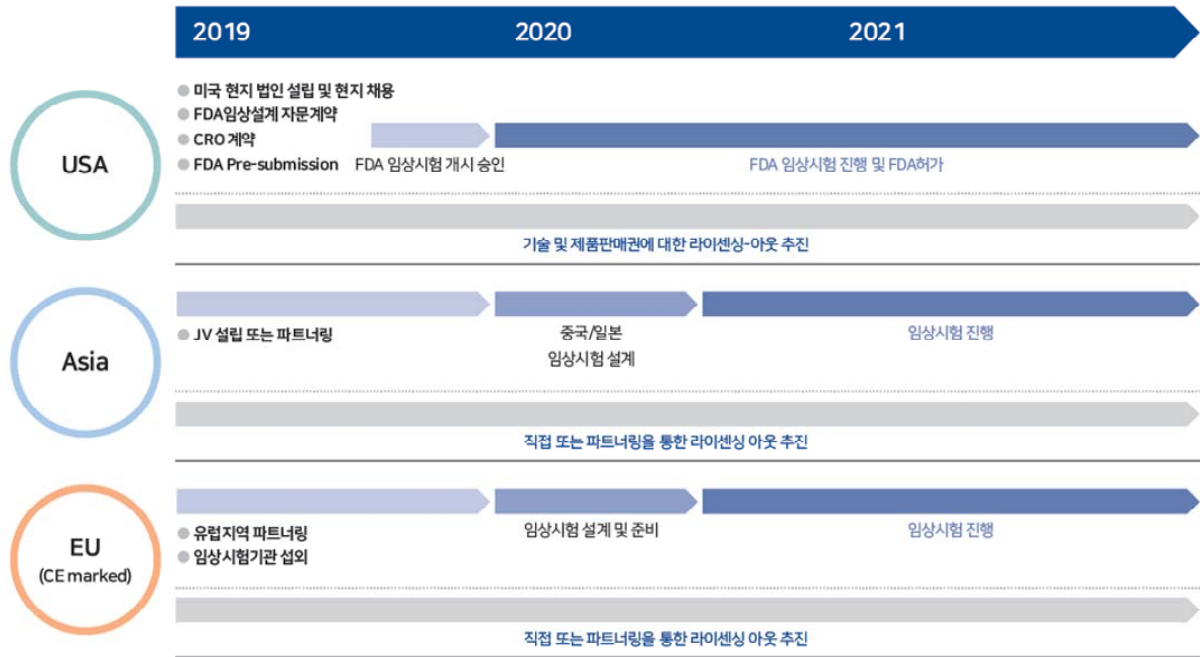 2019 2020 2021
USA
미국 현지 법인 설립 및 현지 채용
FDA임상설계 자문계약
CRO 계약
FDA Pre-submission FDA 임상시험 개시 승인 FDA 임상시험 진행 및 FDA허가
기술 및 제품판매권에 대한 라이센싱-아웃 추진
Asia
JV 설립 또는 파트너링 중국/일본 임상 진행
임상시험 설계
직접 또는 파트너링을 통한 라이센싱 아웃 추진
EU
(CE marked)
유럽지역 파트너링 임상시험 설계 및 준비 임상시험 진행
임상시험기관 섭외
직접 또는 파트너링을 통한 라이센싱 아웃 추진